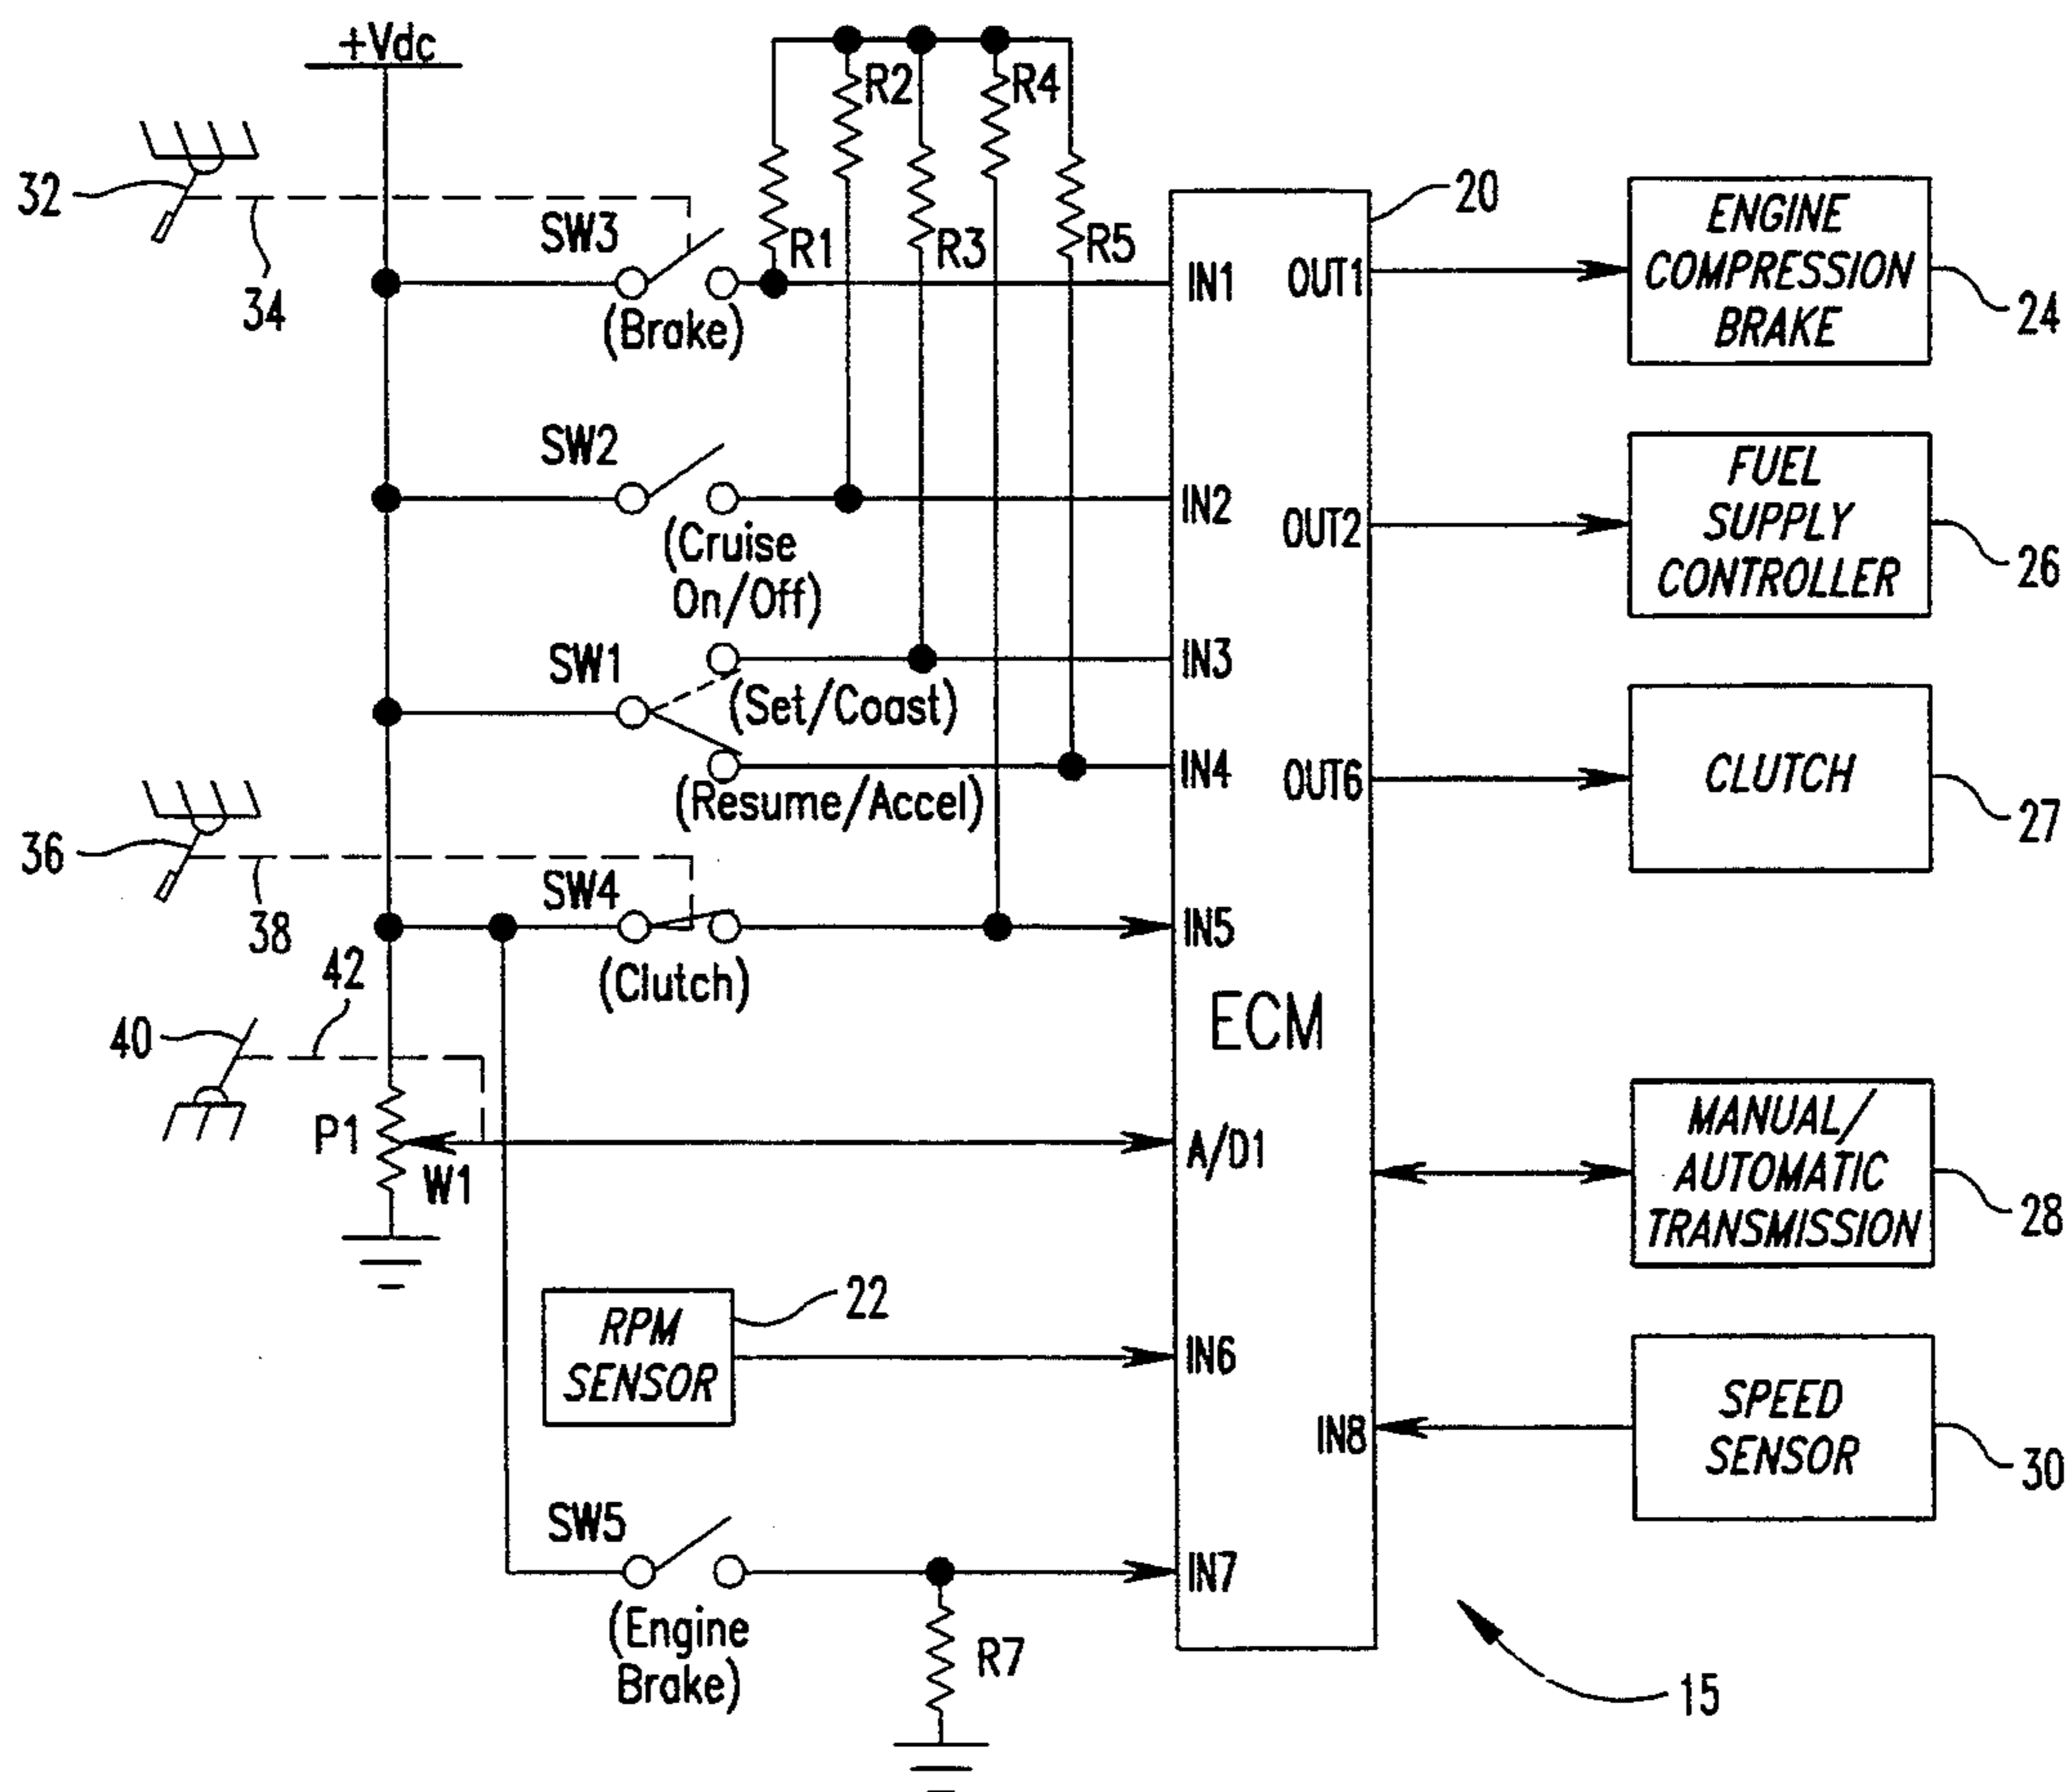 +Vdc
R2
R4
32
34
SW3
(Brake)
R1
R3
R5
IN1
OUT1
20
ENGINE
COMPRESSION
BRAKE
24
SW2
(Cruise
On/Off)
IN2
OUT2
FUEL
SUPPLY
CONTROLLER
26
SW1
(Set/Coast)
(Resume/Accel)
IN3
IN4
OUT6
CLUTCH
27
36
38
SW4
(Clutch)
IN5
ECM
42
40
P1
W1
A/D1
MANUAL/
AUTOMATIC
TRANSMISSION
28
RPM
SENSOR
22
IN6
IN8
SPEED
SENSOR
30
SW5
(Engine
Brake)
IN7
R7
15